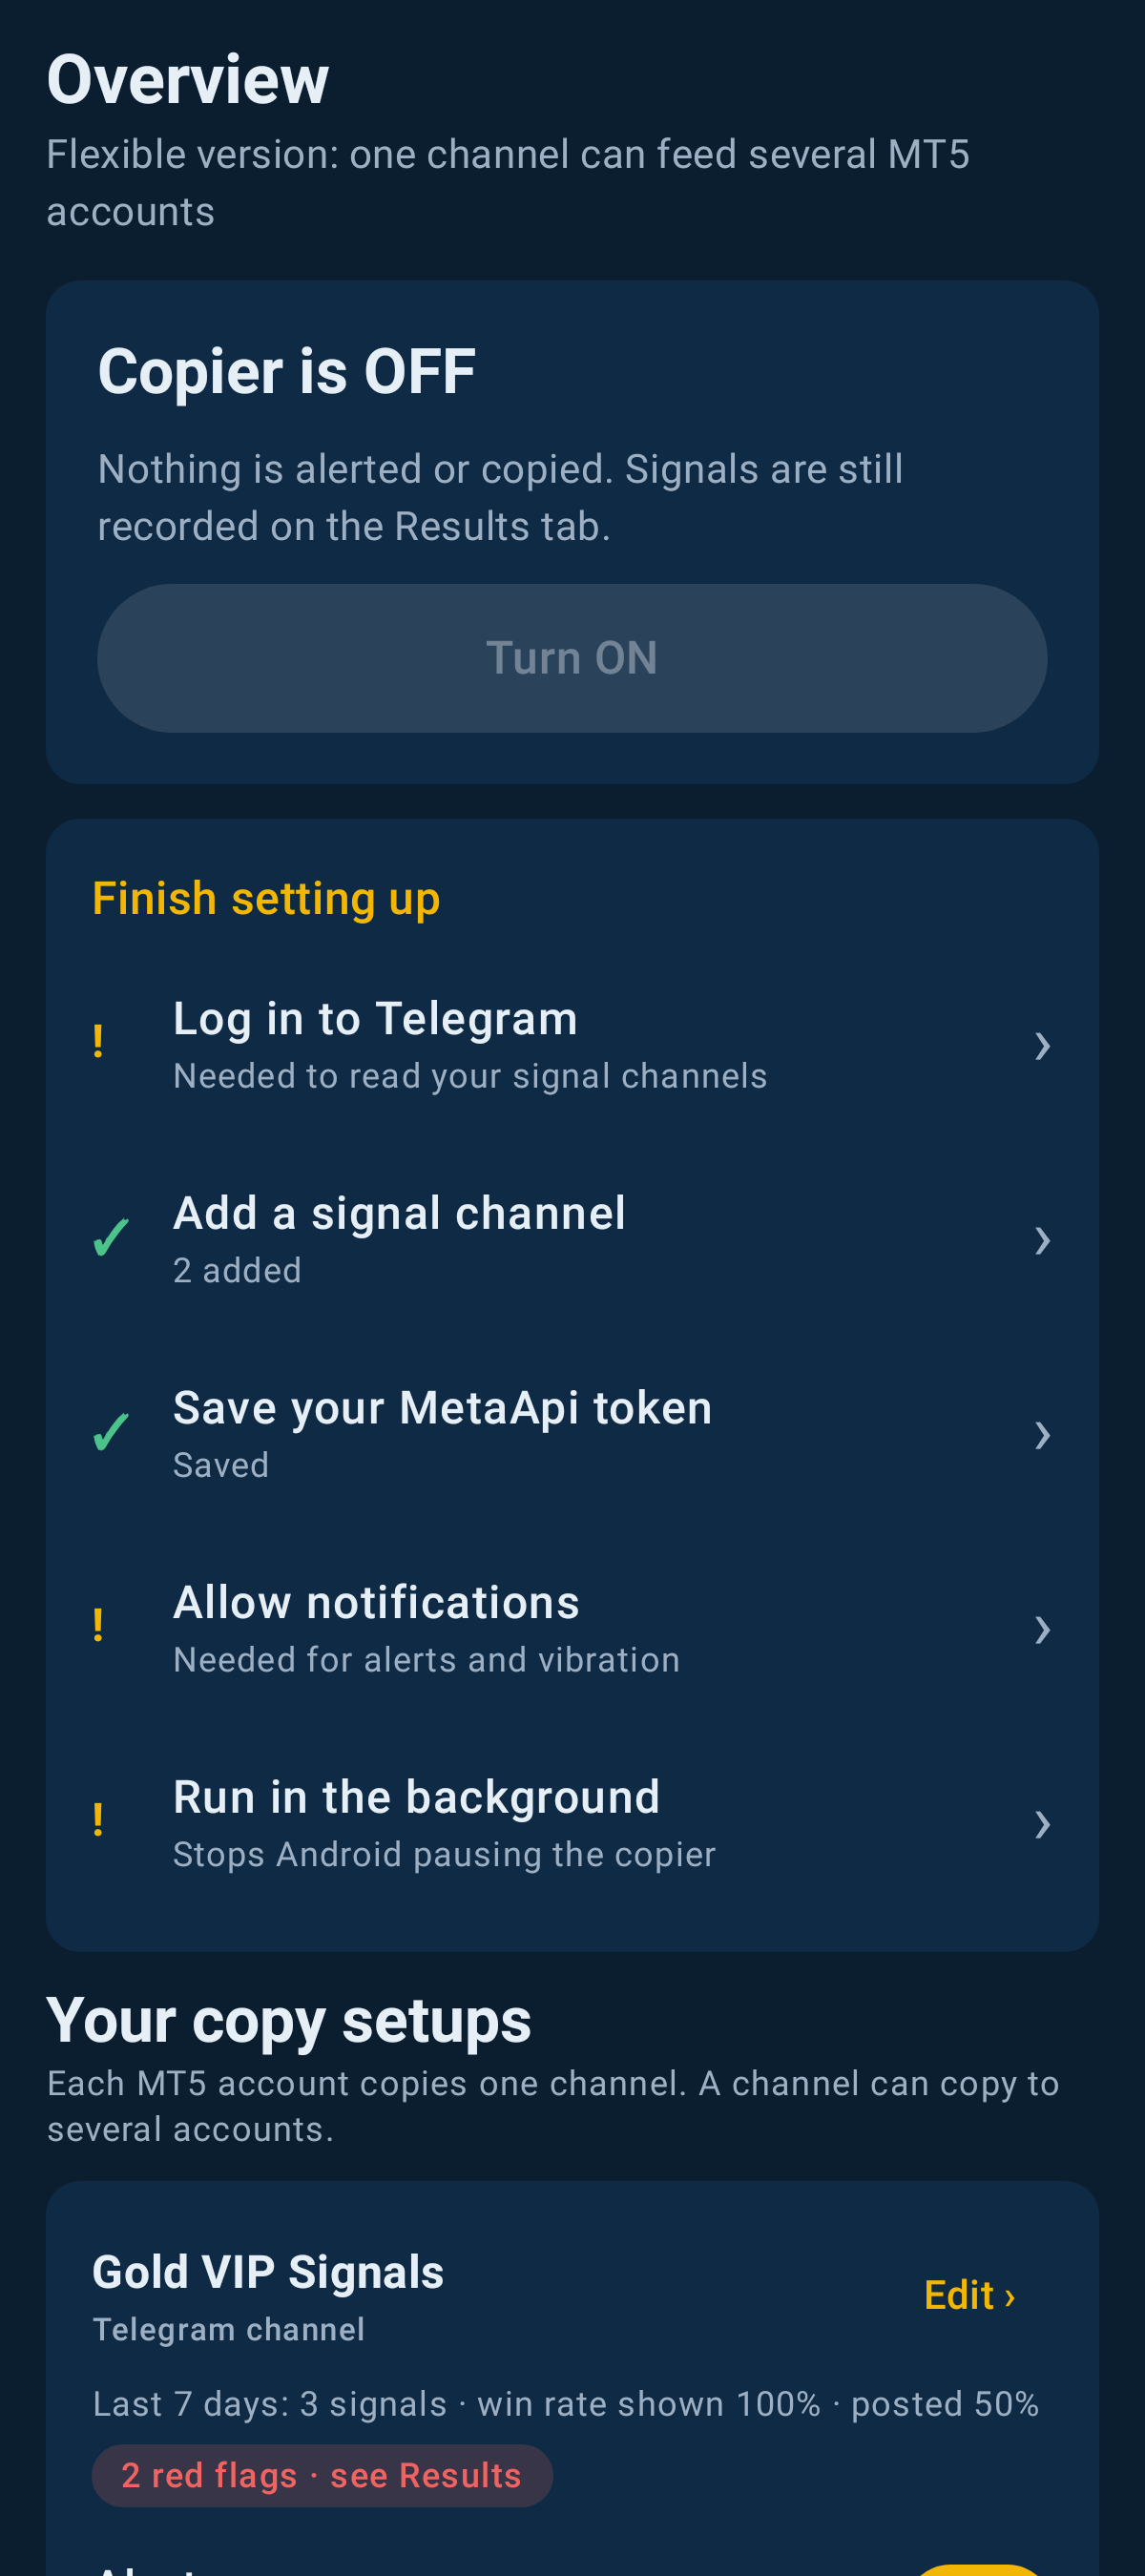 Overview
Flexible version: one channel can feed several MT5
accounts
Copier is OFF
Nothing is alerted or copied. Signals are still
recorded on the Results tab.
Turn ON
Finish setting up
! Log in to Telegram ›
Needed to read your signal channels
✓ Add a signal channel ›
2 added
✓ Save your MetaApi token ›
Saved
! Allow notifications ›
Needed for alerts and vibration
! Run in the background ›
Stops Android pausing the copier
Your copy setups
Each MT5 account copies one channel. A channel can copy to
several accounts.
Gold VIP Signals
Edit ›
Telegram channel
Last 7 days: 3 signals · win rate shown 100% · posted 50%
2 red flags · see Results